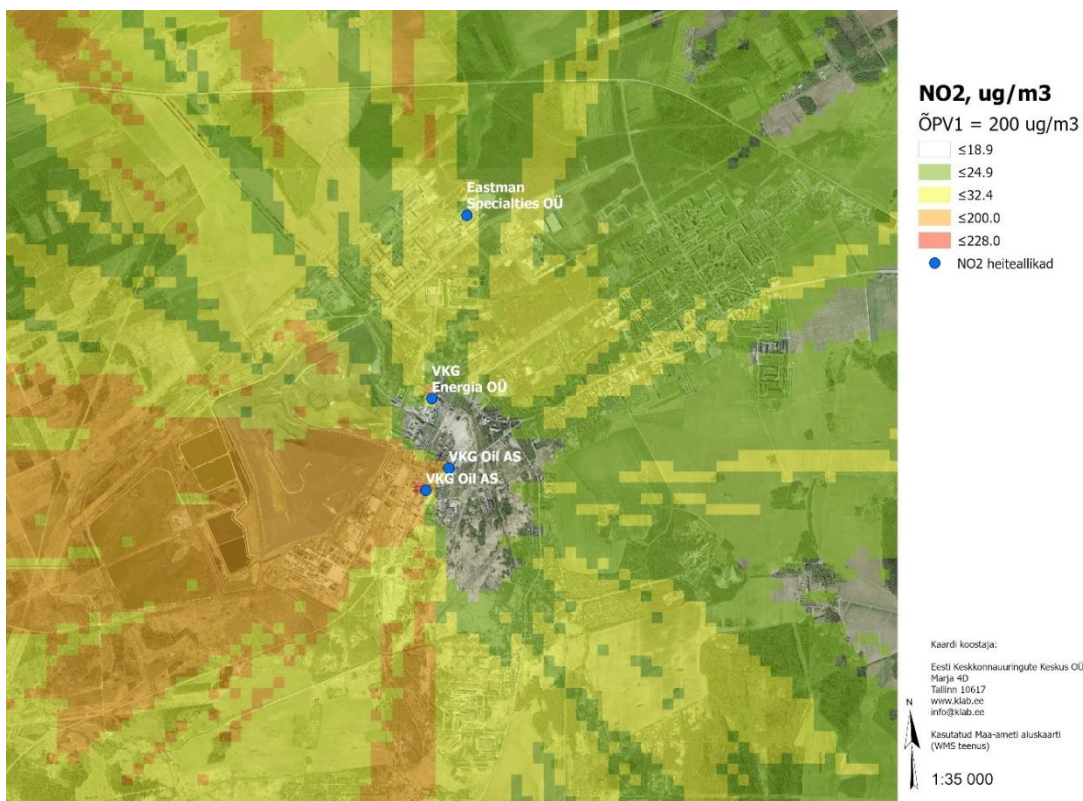 NO2, ug/m3
ÕPV1 = 200 ug/m3
≤18.9
≤24.9
≤32.4
≤200.0
≤228.0
NO2 heiteallikad
Eastman
Specialties OÜ
VKG
Energia OÜ
VKG Oil AS
VKG Oil AS
Kaardi koostaja:
Eesti Keskkonnauuringute Keskus OÜ
Marja 4D
Tallinn 10617
www.klab.ee
info@klab.ee
Kasutatud Maa-ameti aluskaarti
(WMS teenus)
N
1:35 000